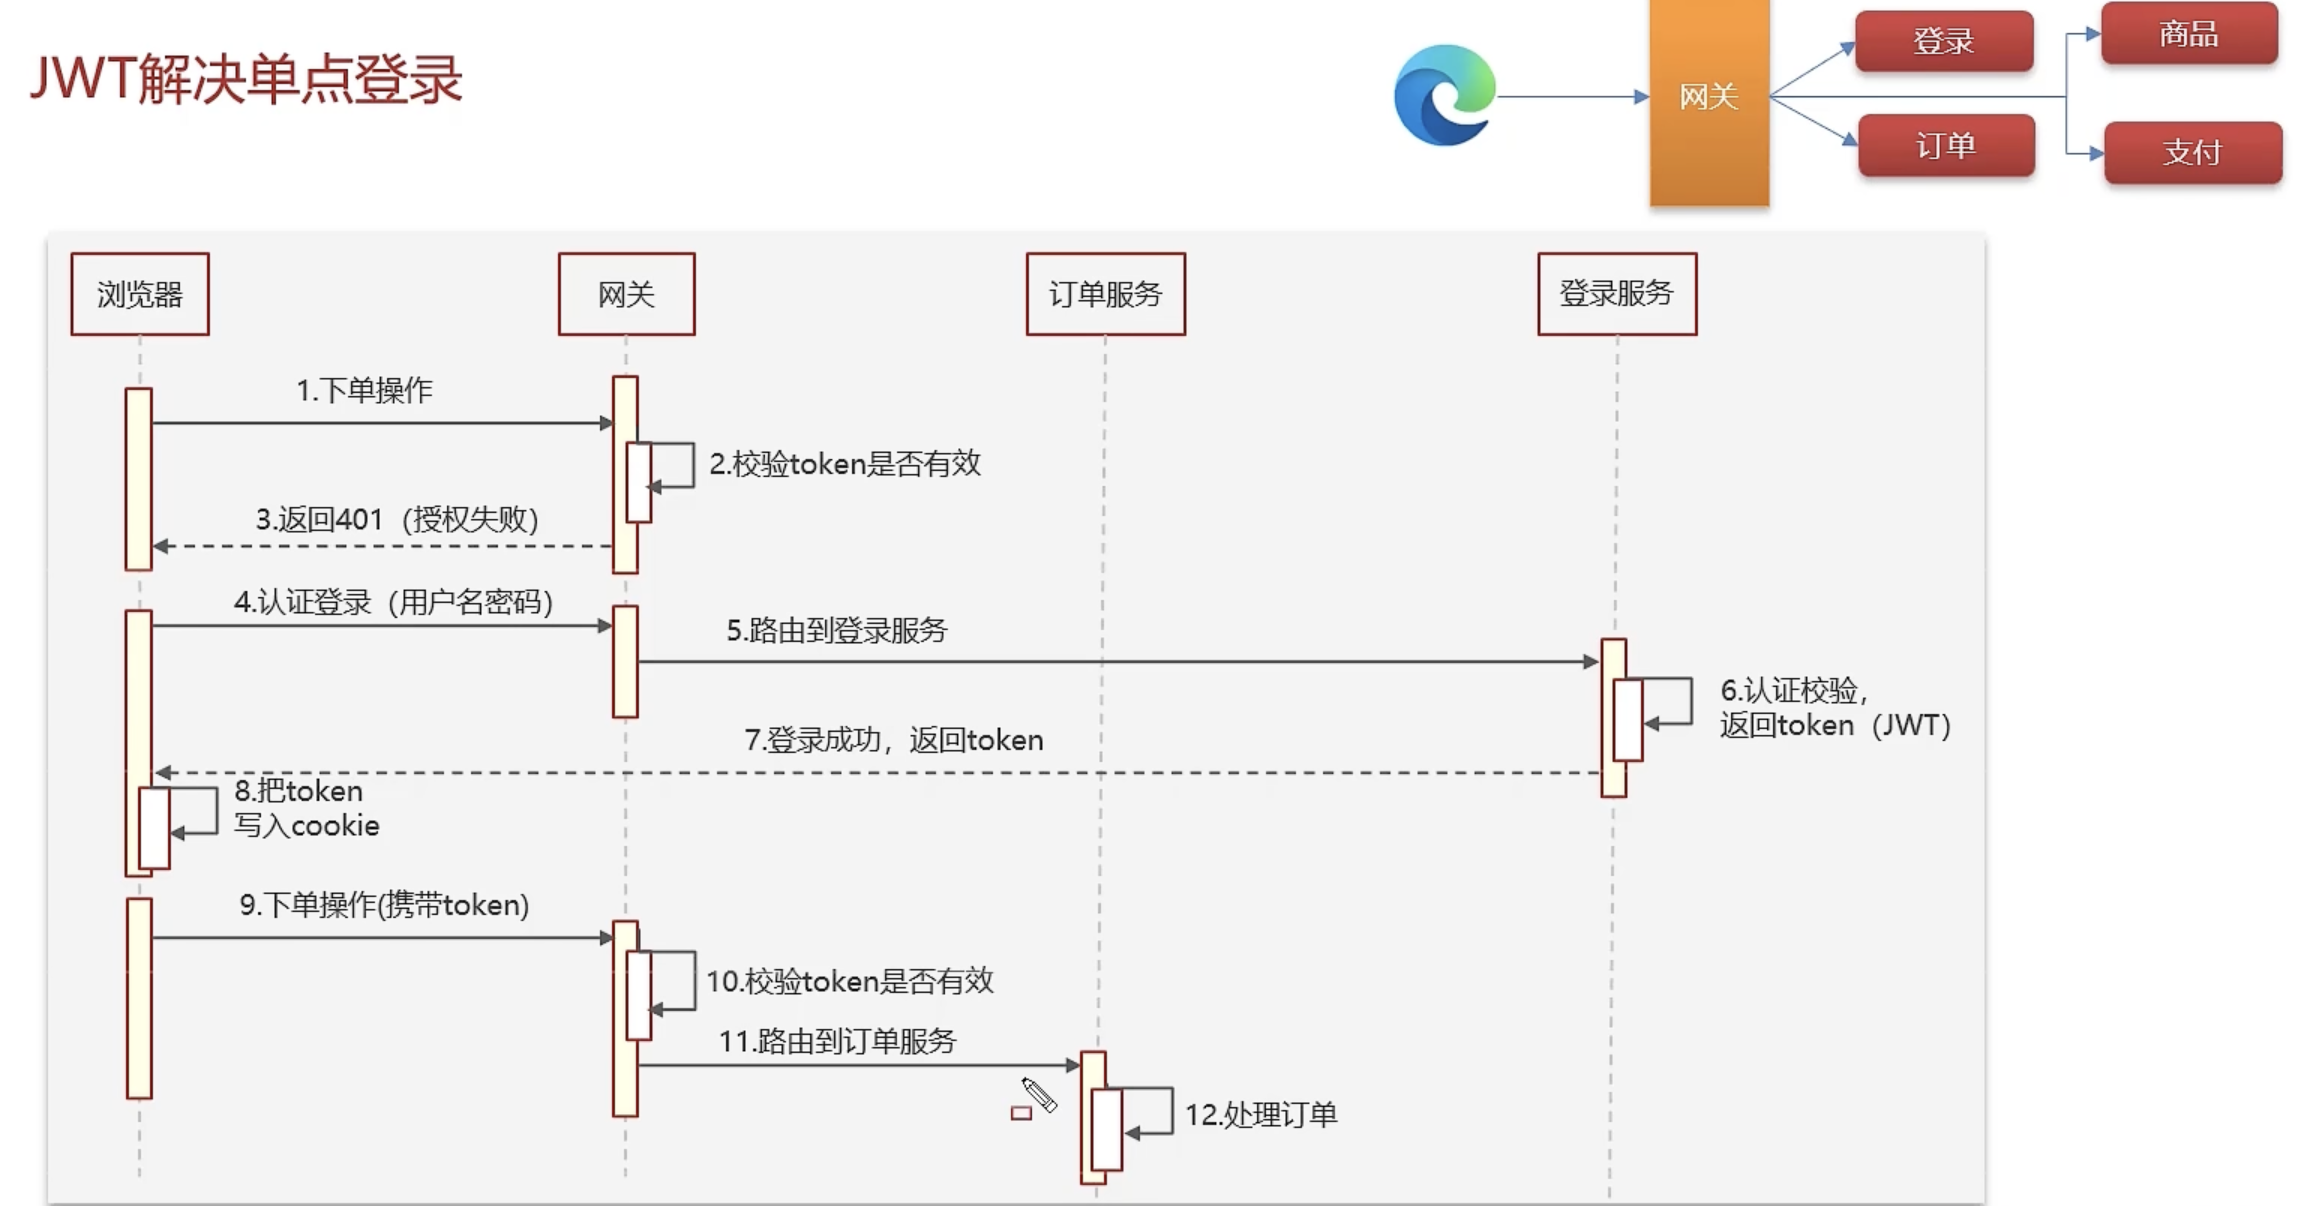 JWT解决单点登录
网关
登录
商品
订单
支付
浏览器
网关
订单服务
登录服务
1.下单操作
2.校验token是否有效
3.返回401（授权失败）
4.认证登录（用户名密码）
5.路由到登录服务
6.认证校验，
返回token（JWT）
7.登录成功，返回token
8.把token
写入cookie
9.下单操作(携带token)
10.校验token是否有效
11.路由到订单服务
12.处理订单